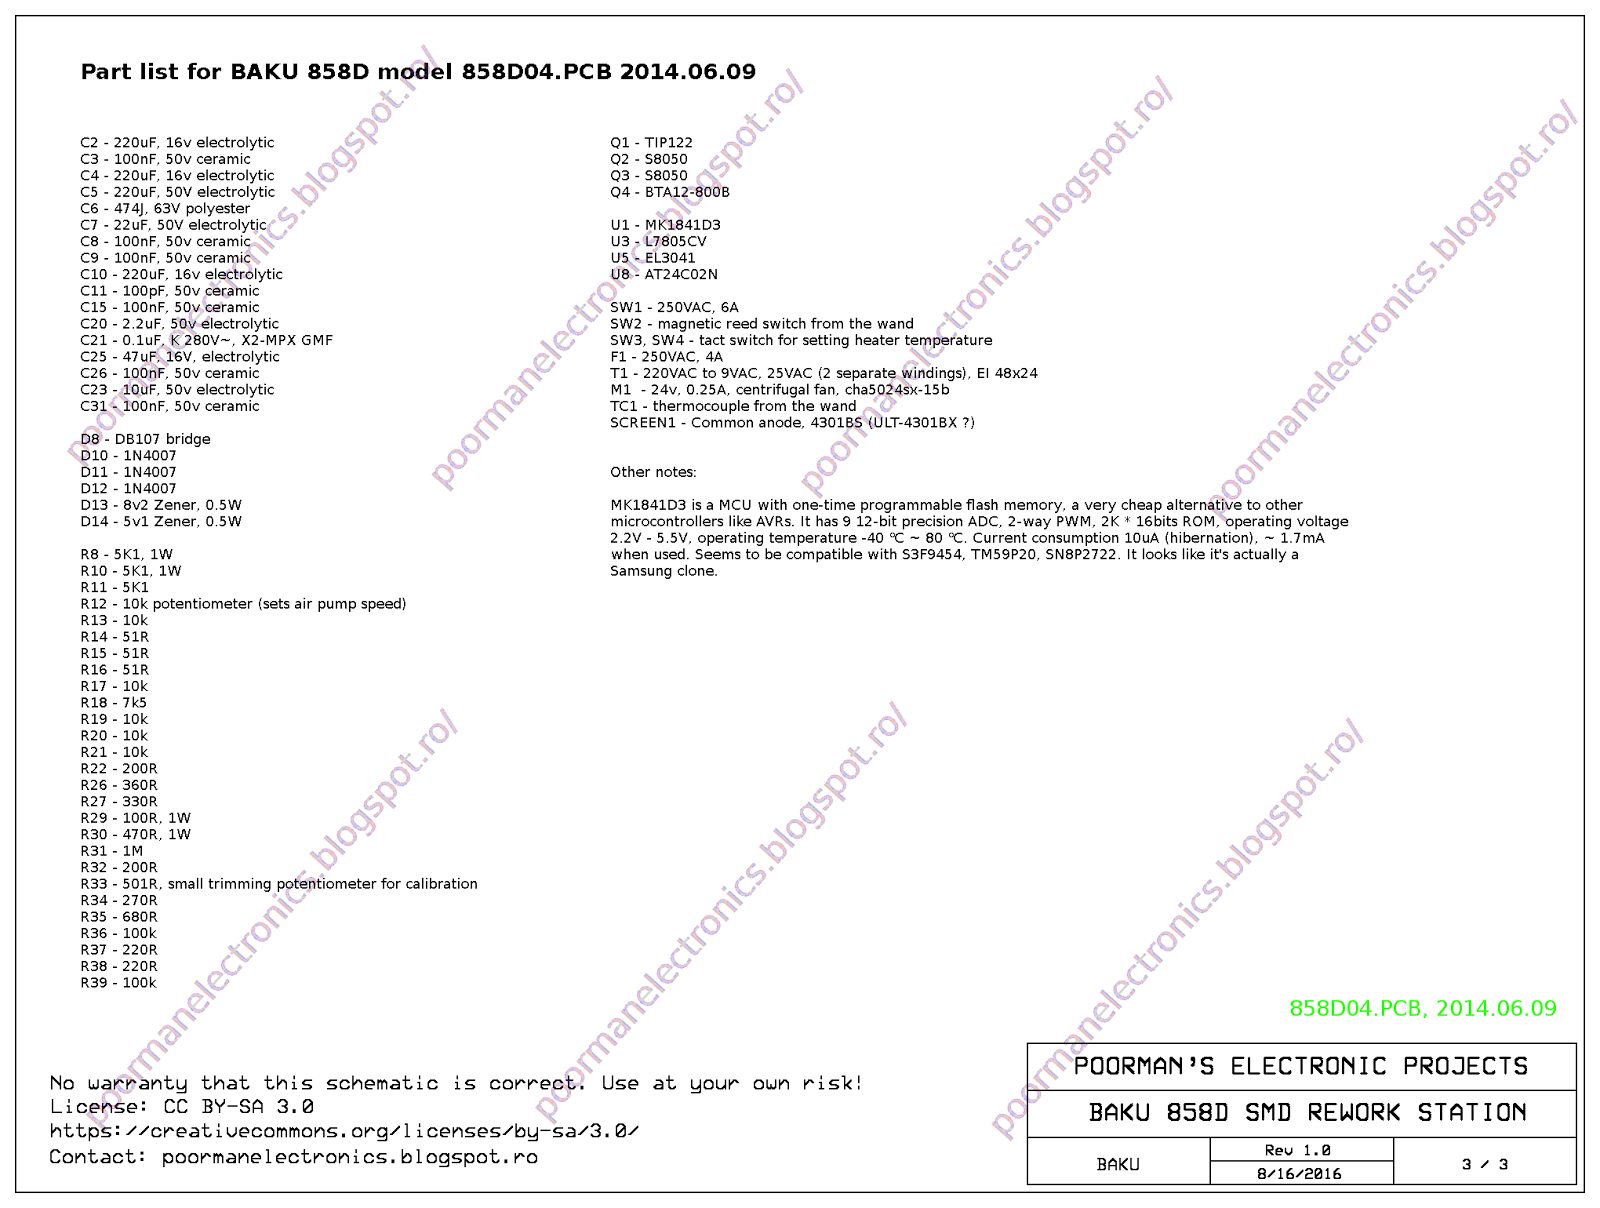 Part list for BAKU 858D model 858D04.PCB 2014.06.09
C2 - 220uF, 16v electrolytic
C3 - 100nF, 50v ceramic
C4 - 220uF, 16v electrolytic
C5 - 220uF, 50V electrolytic
C6 - 474J, 63V polyester
C7 - 22uF, 50V electrolytic
C8 - 100nF, 50v ceramic
C9 - 100nF, 50v ceramic
C10 - 220uF, 16v electrolytic
C11 - 100pF, 50v ceramic
C15 - 100nF, 50v ceramic
C20 - 2.2uF, 50v electrolytic
C21 - 0.1uF, K 280V~, X2-MPX GMF
C25 - 47uF, 16V, electrolytic
C26 - 100nF, 50v ceramic
C23 - 10uF, 50v electrolytic
C31 - 100nF, 50v ceramic
D8 - DB107 bridge
D10 - 1N4007
D11 - 1N4007
D12 - 1N4007
D13 - 8v2 Zener, 0.5W
D14 - 5v1 Zener, 0.5W
R8 - 5K1, 1W
R10 - 5K1, 1W
R11 - 5K1
R12 - 10k potentiometer (sets air pump speed)
R13 - 10k
R14 - 51R
R15 - 51R
R16 - 51R
R17 - 10k
R18 - 7k5
R19 - 10k
R20 - 10k
R21 - 10k
R22 - 200R
R26 - 360R
R27 - 330R
R29 - 100R, 1W
R30 - 470R, 1W
R31 - 1M
R32 - 200R
R33 - 501R, small trimming potentiometer for calibration
R34 - 270R
R35 - 680R
R36 - 100k
R37 - 220R
R38 - 220R
R39 - 100k
Q1 - TIP122
Q2 - S8050
Q3 - S8050
Q4 - BTA12-800B
U1 - MK1841D3
U3 - L7805CV
U5 - EL3041
U8 - AT24C02N
SW1 - 250VAC, 6A
SW2 - magnetic reed switch from the wand
SW3, SW4 - tact switch for setting heater temperature
F1 - 250VAC, 4A
T1 - 220VAC to 9VAC, 25VAC (2 separate windings), EI 48x24
M1  - 24v, 0.25A, centrifugal fan, cha5024sx-15b
TC1 - thermocouple from the wand
SCREEN1 - Common anode, 4301BS (ULT-4301BX ?)
Other notes:
MK1841D3 is a MCU with one-time programmable flash memory, a very cheap alternative to other
microcontrollers like AVRs. It has 9 12-bit precision ADC, 2-way PWM, 2K * 16bits ROM, operating voltage
2.2V - 5.5V, operating temperature -40 ℃ ~ 80 ℃. Current consumption 10uA (hibernation), ~ 1.7mA
when used. Seems to be compatible with S3F9454, TM59P20, SN8P2722. It looks like it's actually a
Samsung clone.
poormanelectronics.blogspot.ro/
poormanelectronics.blogspot.ro/
poormanelectronics.blogspot.ro/
poormanelectronics.blogspot.ro/
poormanelectronics.blogspot.ro/
poormanelectronics.blogspot.ro/
poormanelectronics.blogspot.ro/
858D04.PCB, 2014.06.09
No warranty that this schematic is correct. Use at your own risk!
License: CC BY-SA 3.0
https://creativecommons.org/licenses/by-sa/3.0/
Contact: poormanelectronics.blogspot.ro
POORMAN'S ELECTRONIC PROJECTS
BAKU 858D SMD REWORK STATION
BAKU
Rev 1.0
8/16/2016
3 / 3